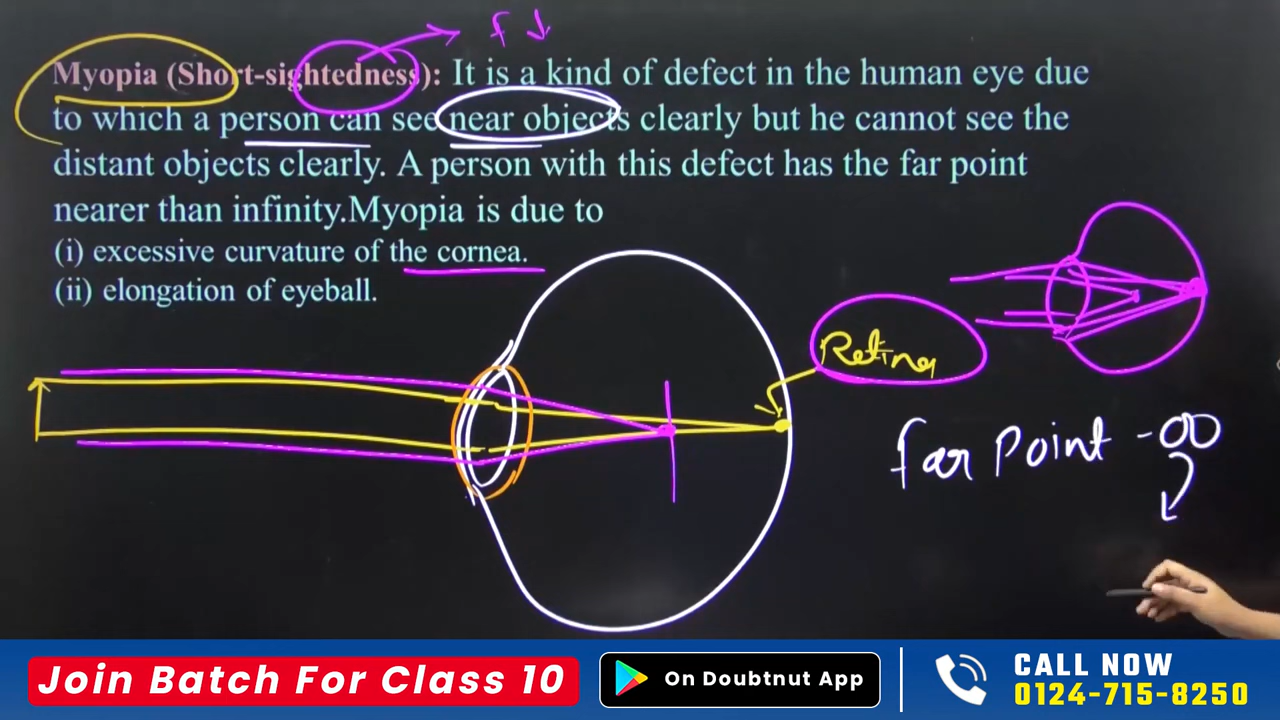 f ↓
Myopia (Short-sightedness): It is a kind of defect in the human eye due
to which a person can see near objects clearly but he cannot see the
distant objects clearly. A person with this defect has the far point
nearer than infinity.Myopia is due to
(i) excessive curvature of the cornea.
(ii) elongation of eyeball.
Retina
far Point - ∞
Join Batch For Class 10
On Doubtnut App
CALL NOW
0124-715-8250